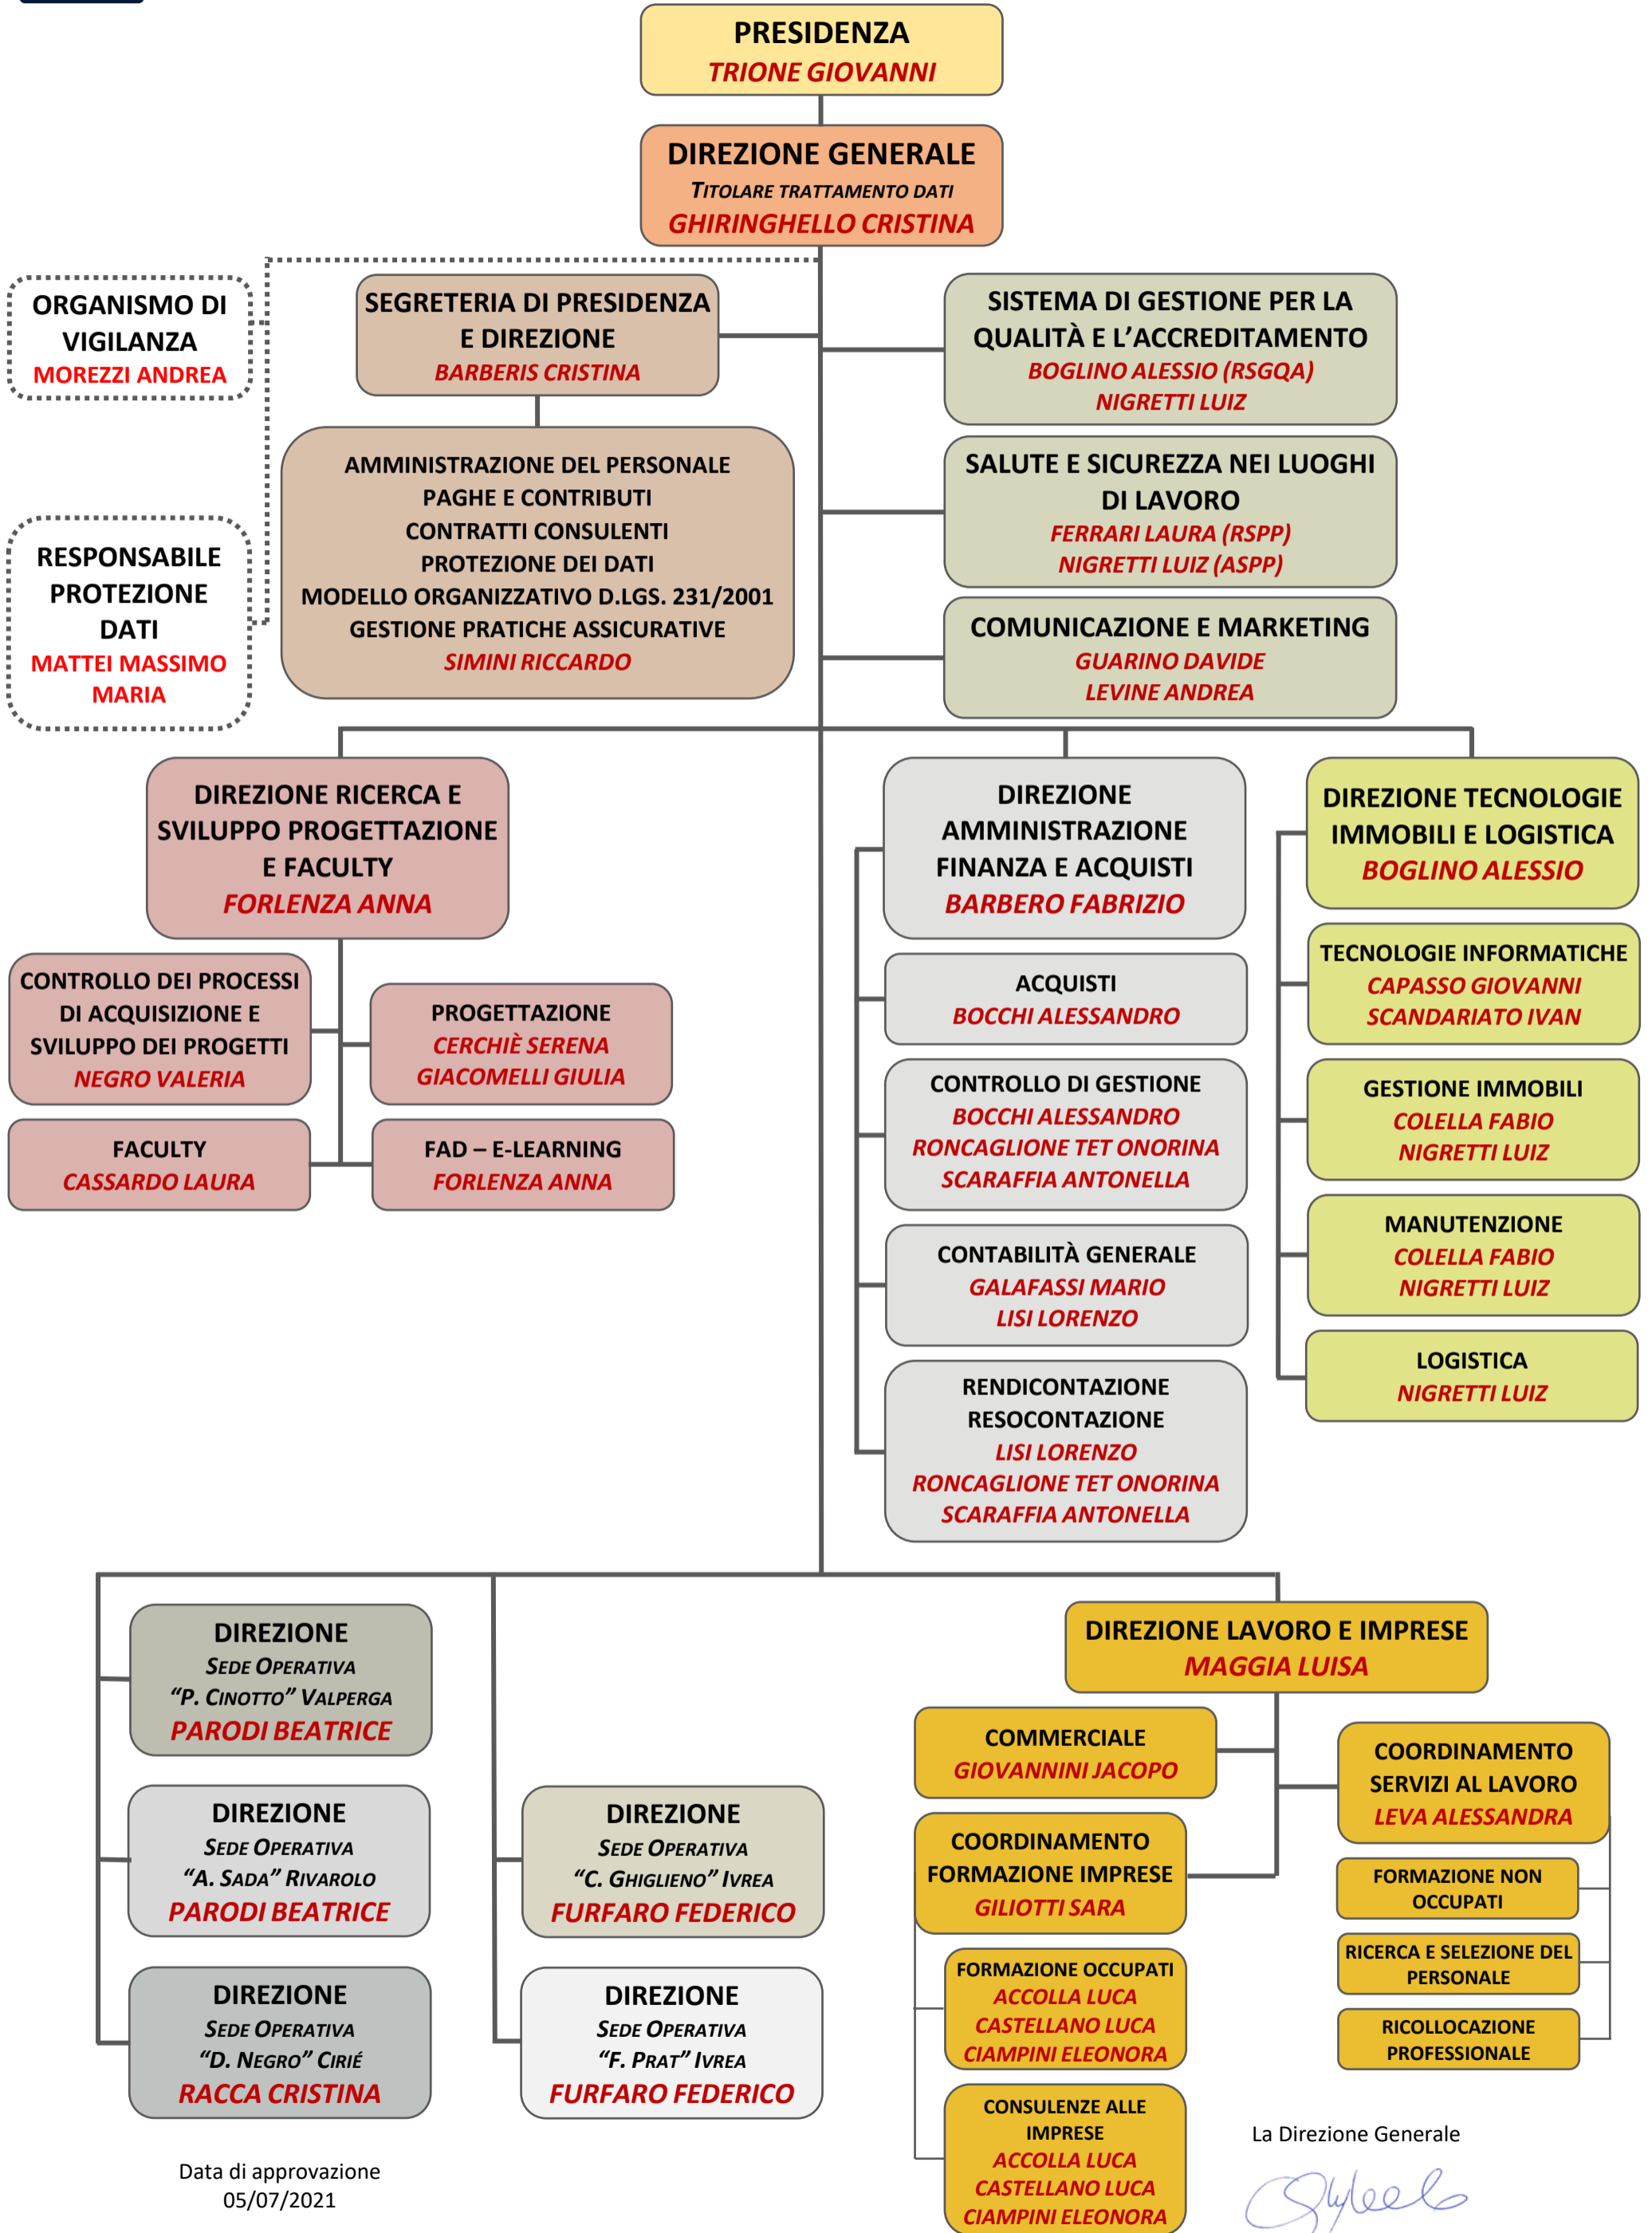 PRESIDENZA
TRIONE GIOVANNI
DIREZIONE GENERALE
TITOLARE TRATTAMENTO DATI
GHIRINGHELLO CRISTINA
ORGANISMO DI
VIGILANZA
MOREZZI ANDREA
SEGRETERIA DI PRESIDENZA
E DIREZIONE
BARBERIS CRISTINA
SISTEMA DI GESTIONE PER LA
QUALITÀ E L’ACCREDITAMENTO
BOGLINO ALESSIO (RSGQA)
NIGRETTI LUIZ
RESPONSABILE
PROTEZIONE
DATI
MATTEI MASSIMO
MARIA
AMMINISTRAZIONE DEL PERSONALE
PAGHE E CONTRIBUTI
CONTRATTI CONSULENTI
PROTEZIONE DEI DATI
MODELLO ORGANIZZATIVO D.LGS. 231/2001
GESTIONE PRATICHE ASSICURATIVE
SIMINI RICCARDO
SALUTE E SICUREZZA NEI LUOGHI
DI LAVORO
FERRARI LAURA (RSPP)
NIGRETTI LUIZ (ASPP)
COMUNICAZIONE E MARKETING
GUARINO DAVIDE
LEVINE ANDREA
DIREZIONE RICERCA E
SVILUPPO PROGETTAZIONE
E FACULTY
FORLENZA ANNA
CONTROLLO DEI PROCESSI
DI ACQUISIZIONE E
SVILUPPO DEI PROGETTI
NEGRO VALERIA
PROGETTAZIONE
CERCHIÈ SERENA
GIACOMELLI GIULIA
FACULTY
CASSARDO LAURA
FAD – E-LEARNING
FORLENZA ANNA
DIREZIONE
AMMINISTRAZIONE
FINANZA E ACQUISTI
BARBERO FABRIZIO
ACQUISTI
BOCCHI ALESSANDRO
CONTROLLO DI GESTIONE
BOCCHI ALESSANDRO
RONCAGLIONE TET ONORINA
SCARAFFIA ANTONELLA
CONTABILITÀ GENERALE
GALAFASSI MARIO
LISI LORENZO
RENDICONTAZIONE
RESOCONTAZIONE
LISI LORENZO
RONCAGLIONE TET ONORINA
SCARAFFIA ANTONELLA
DIREZIONE TECNOLOGIE
IMMOBILI E LOGISTICA
BOGLINO ALESSIO
TECNOLOGIE INFORMATICHE
CAPASSO GIOVANNI
SCANDARIATO IVAN
GESTIONE IMMOBILI
COLELLA FABIO
NIGRETTI LUIZ
MANUTENZIONE
COLELLA FABIO
NIGRETTI LUIZ
LOGISTICA
NIGRETTI LUIZ
DIREZIONE
SEDE OPERATIVA
“P. CINOTTO” VALPERGA
PARODI BEATRICE
DIREZIONE
SEDE OPERATIVA
“A. SADA” RIVAROLO
PARODI BEATRICE
DIREZIONE
SEDE OPERATIVA
“D. NEGRO” CIRIÉ
RACCA CRISTINA
DIREZIONE
SEDE OPERATIVA
“C. GHIGLIENO” IVREA
FURFARO FEDERICO
DIREZIONE
SEDE OPERATIVA
“F. PRAT” IVREA
FURFARO FEDERICO
DIREZIONE LAVORO E IMPRESE
MAGGIA LUISA
COMMERCIALE
GIOVANNINI JACOPO
COORDINAMENTO
FORMAZIONE IMPRESE
GILIOTTI SARA
FORMAZIONE OCCUPATI
ACCOLLA LUCA
CASTELLANO LUCA
CIAMPINI ELEONORA
CONSULENZE ALLE
IMPRESE
ACCOLLA LUCA
CASTELLANO LUCA
CIAMPINI ELEONORA
COORDINAMENTO
SERVIZI AL LAVORO
LEVA ALESSANDRA
FORMAZIONE NON
OCCUPATI
RICERCA E SELEZIONE DEL
PERSONALE
RICOLLOCAZIONE
PROFESSIONALE
Data di approvazione
05/07/2021
La Direzione Generale